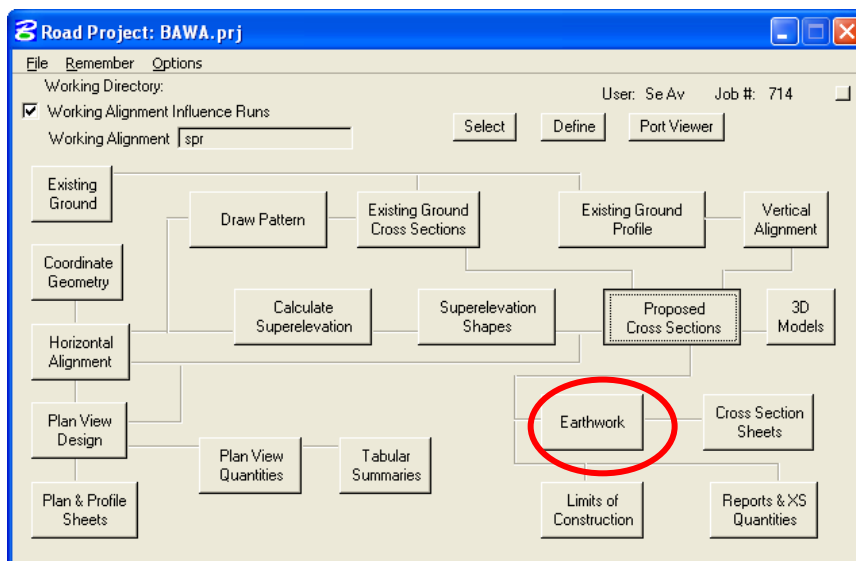 Road Project: BAWA.prj
File Remember Options
Working Directory:
User: Se Av Job #: 714
Working Alignment Influence Runs
Working Alignment spr
Select
Define
Port Viewer
Existing
Ground
Draw Pattern
Existing Ground
Cross Sections
Existing Ground
Profile
Vertical
Alignment
Coordinate
Geometry
Calculate
Superelevation
Superelevation
Shapes
Proposed
Cross Sections
3D
Models
Horizontal
Alignment
Plan View
Design
Earthwork
Cross Section
Sheets
Plan View
Quantities
Tabular
Summaries
Plan & Profile
Sheets
Limits of
Construction
Reports & XS
Quantities